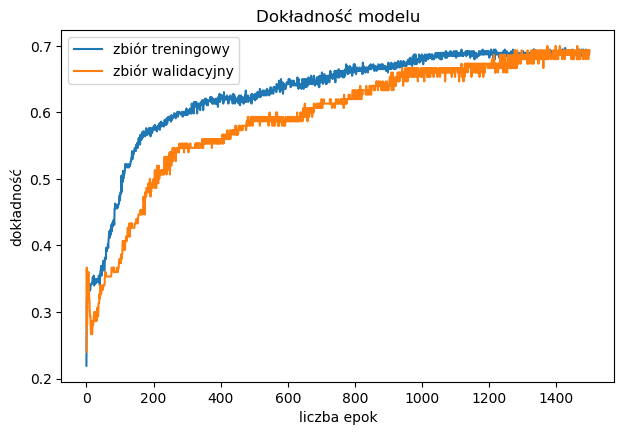 Dokładność modelu
zbiór treningowy
zbiór walidacyjny
dokładność
0.7
0.6
0.5
0.4
0.3
0.2
0 200 400 600 800 1000 1200 1400
liczba epok